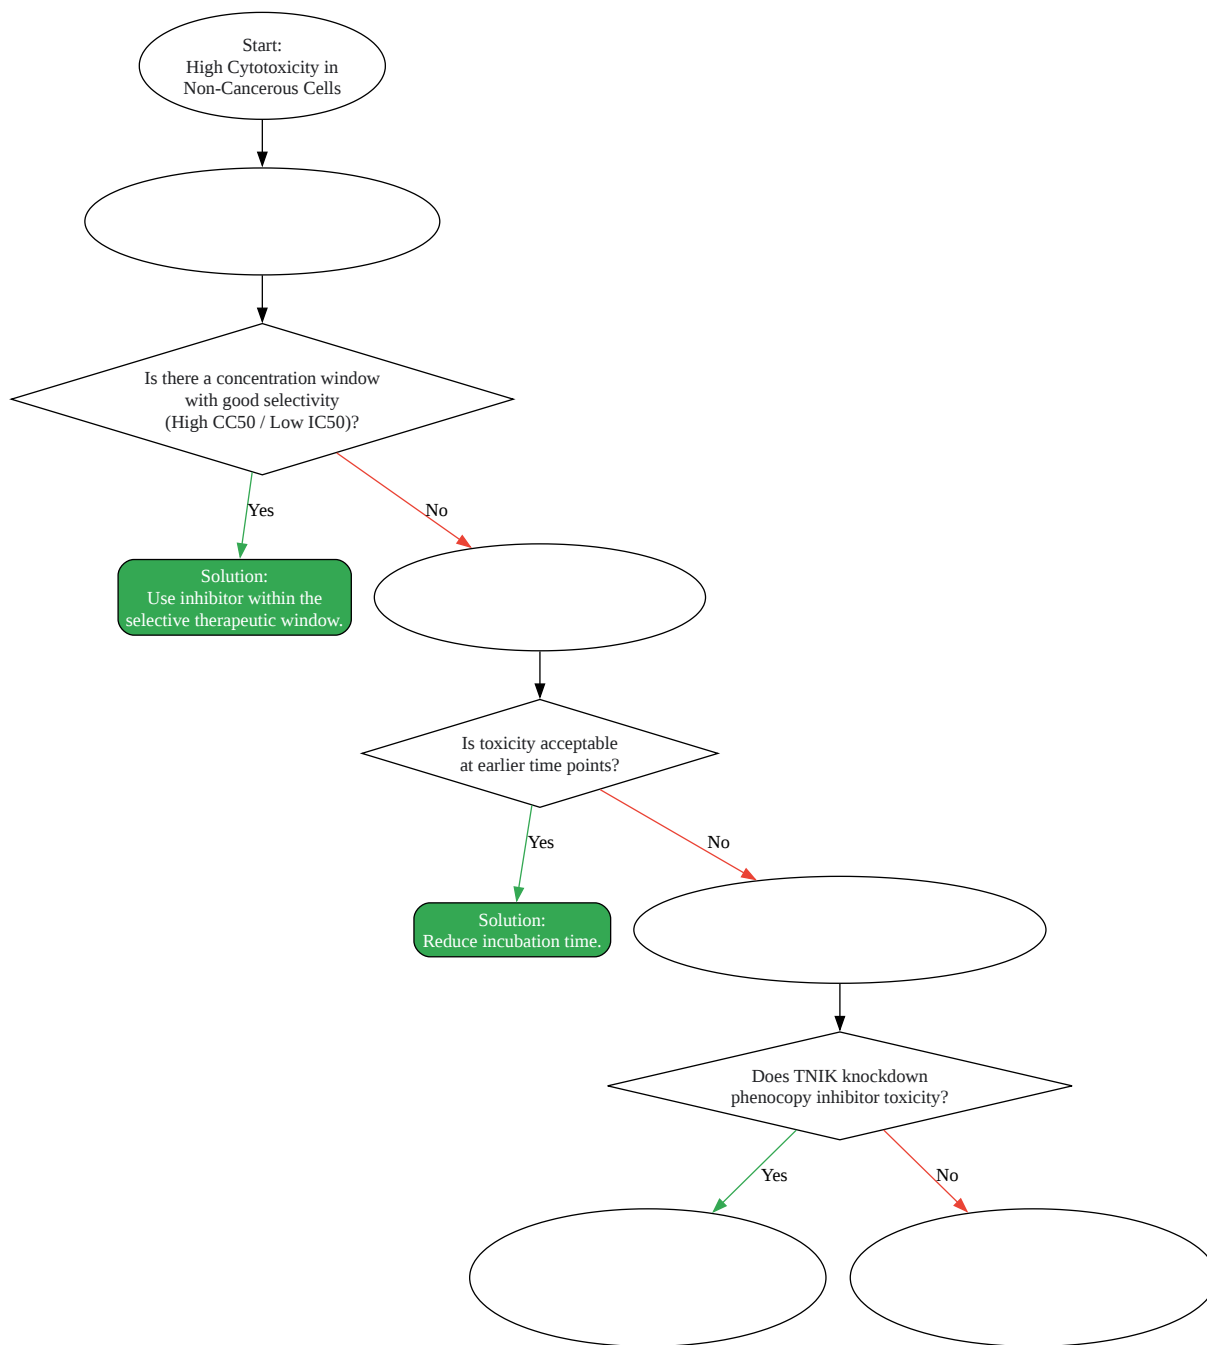 Start:
High Cytotoxicity in
Non-Cancerous Cells
Is there a concentration window
with good selectivity
(High CC50 / Low IC50)?
Yes
No
Solution:
Use inhibitor within the
selective therapeutic window.
Is toxicity acceptable
at earlier time points?
Yes
No
Solution:
Reduce incubation time.
Does TNIK knockdown
phenocopy inhibitor toxicity?
Yes
No